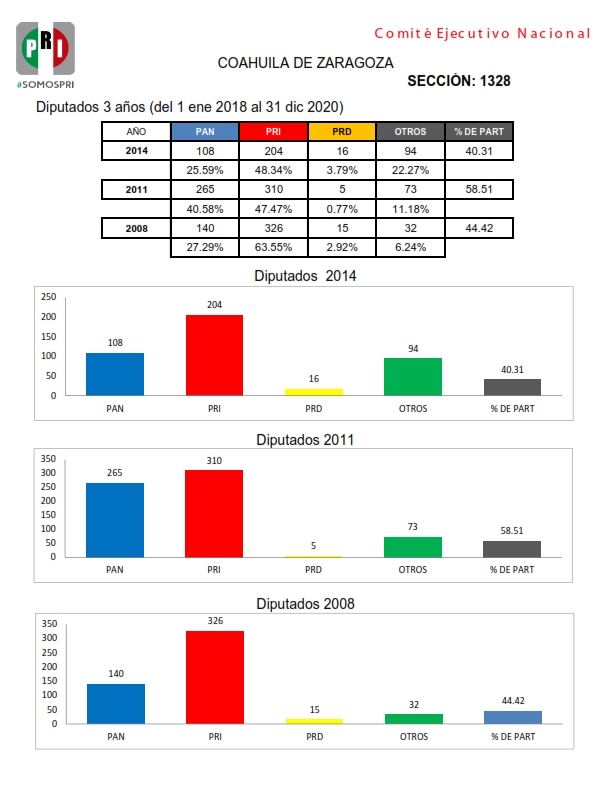 PRI
#SOMOSPRI
Comité Ejecutivo Nacional
COAHUILA DE ZARAGOZA
SECCIÓN: 1328
Diputados 3 años (del 1 ene 2018 al 31 dic 2020)
AÑO PAN PRI PRD OTROS % DE PART
2014 108 204 16 94 40.31
25.59% 48.34% 3.79% 22.27%
2011 265 310 5 73 58.51
40.58% 47.47% 0.77% 11.18%
2008 140 326 15 32 44.42
27.29% 63.55% 2.92% 6.24%
Diputados 2014
250
200
150
100
50
0
108 204 16 94 40.31
PAN PRI PRD OTROS % DE PART
Diputados 2011
350
300
250
200
150
100
50
0
265 310 5 73 58.51
PAN PRI PRD OTROS % DE PART
Diputados 2008
350
300
250
200
150
100
50
0
140 326 15 32 44.42
PAN PRI PRD OTROS % DE PART